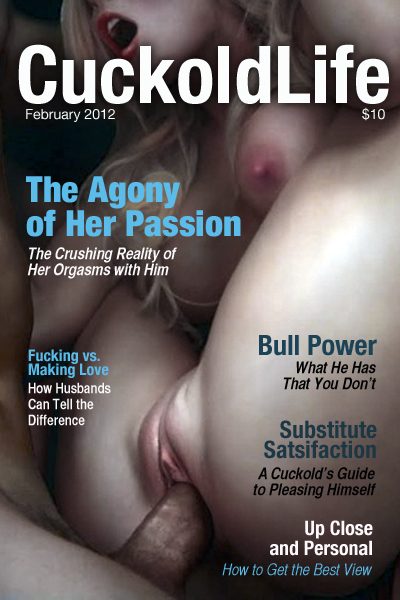 CuckoldLife
February 2012
$10
The Agony
of Her Passion
The Crushing Reality of
Her Orgasms with Him
Fucking vs.
Making Love
How Husbands
Can Tell the
Difference
Bull Power
What He Has
That You Don't
Substitute
Satsifaction
A Cuckold's Guide
to Pleasing Himself
Up Close
and Personal
How to Get the Best View